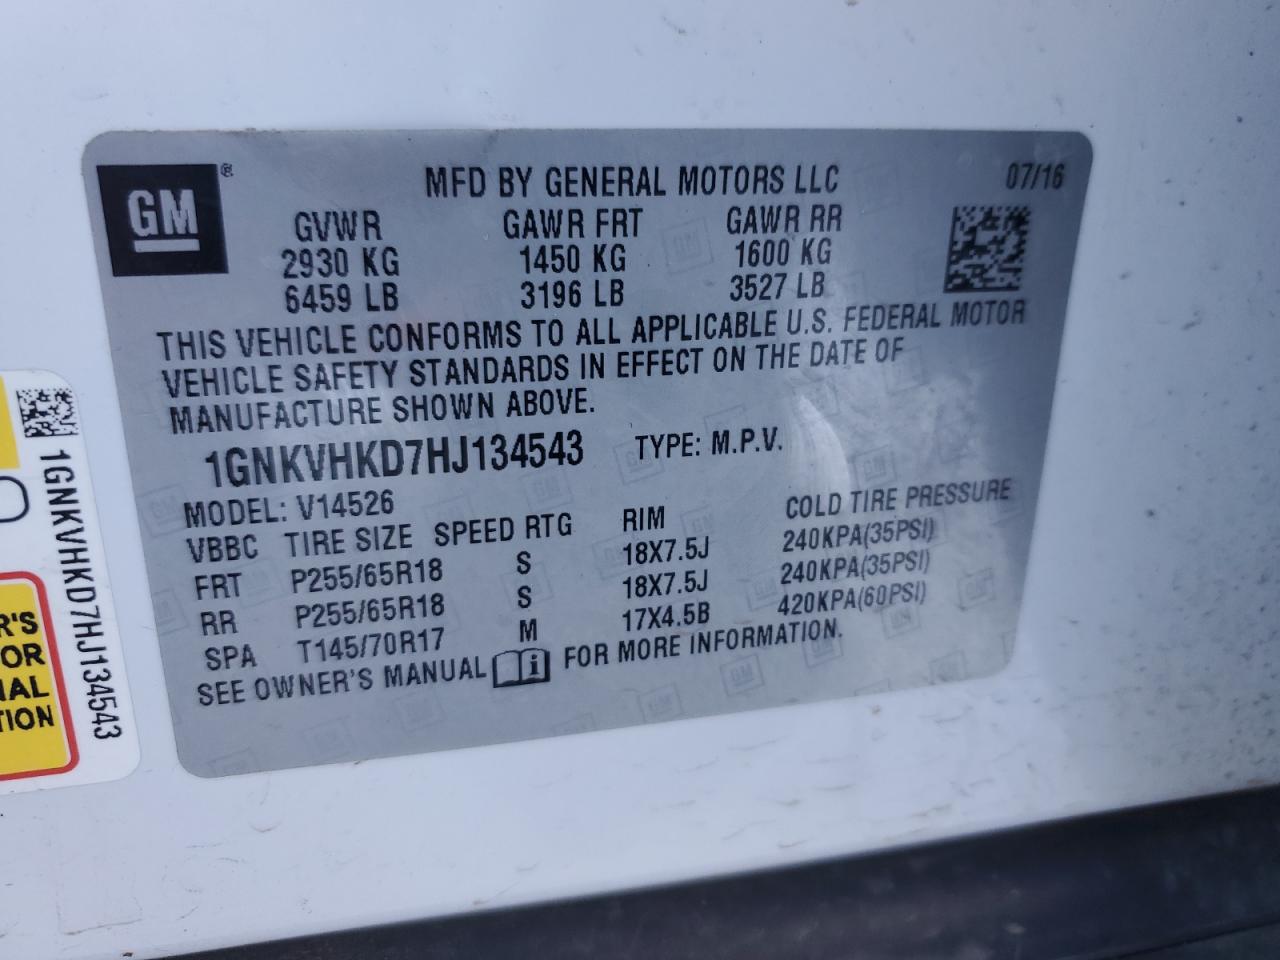 GM
®
MFD BY GENERAL MOTORS LLC
07/16
GVWR GAWR FRT GAWR RR
2930 KG 1450 KG 1600 KG
6459 LB 3196 LB 3527 LB
THIS VEHICLE CONFORMS TO ALL APPLICABLE U.S. FEDERAL MOTOR
VEHICLE SAFETY STANDARDS IN EFFECT ON THE DATE OF
MANUFACTURE SHOWN ABOVE.
1GNKVHKD7HJ134543 TYPE: M.P.V.
MODEL: V14526
VBBC TIRE SIZE SPEED RTG RIM COLD TIRE PRESSURE
FRT P255/65R18 S 18X7.5J 240KPA(35PSI)
RR P255/65R18 S 18X7.5J 240KPA(35PSI)
SPA T145/70R17 M 17X4.5B 420KPA(60PSI)
SEE OWNER'S MANUAL i FOR MORE INFORMATION.
1GNKVHKD7HJ134543
R'S
OR
IAL
TION